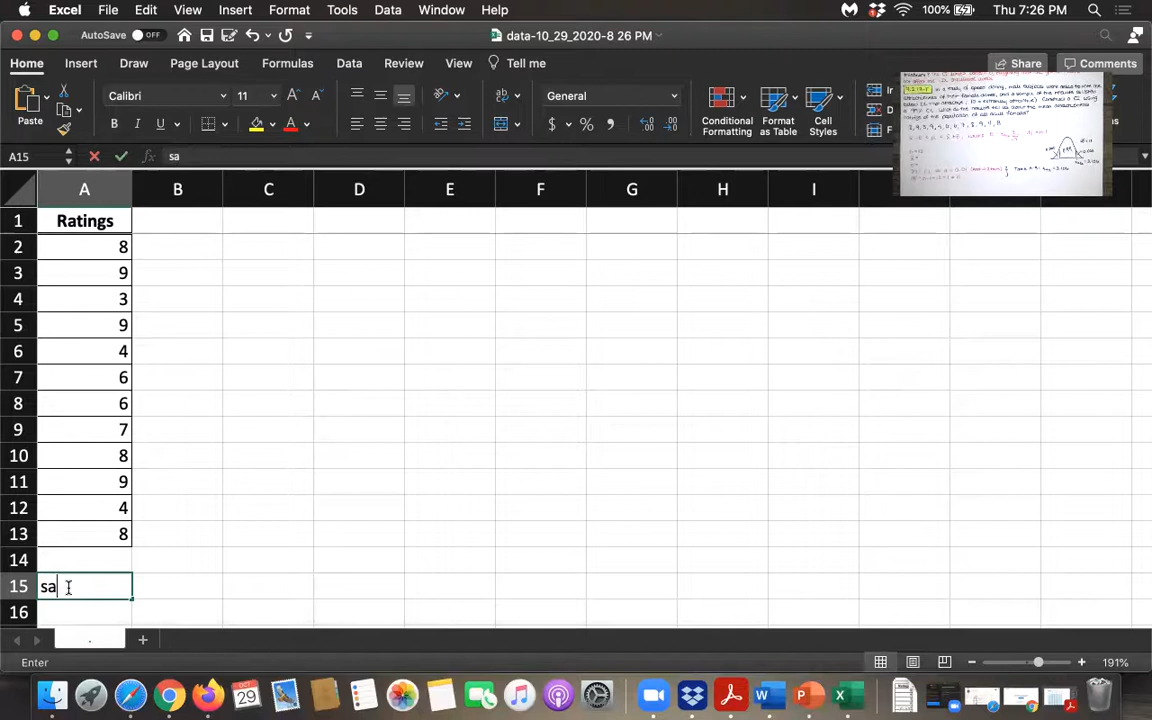 Excel File Edit View Insert Format Tools Data Window Help 100% Thu 7:26 PM
AutoSave OFF data-10_29_2020-8 26 PM
Home Insert Draw Page Layout Formulas Data Review View Tell me Share Comments
Paste Calibri 11 General Conditional Formatting Format as Table Cell Styles
B I U A $ % ,
A15 sa
A B C D E F G H I
1 Ratings
2 8
3 9
4 3
5 9
6 4
7 6
8 6
9 7
10 8
11 9
12 4
13 8
14
15 sa
16
Enter 191%